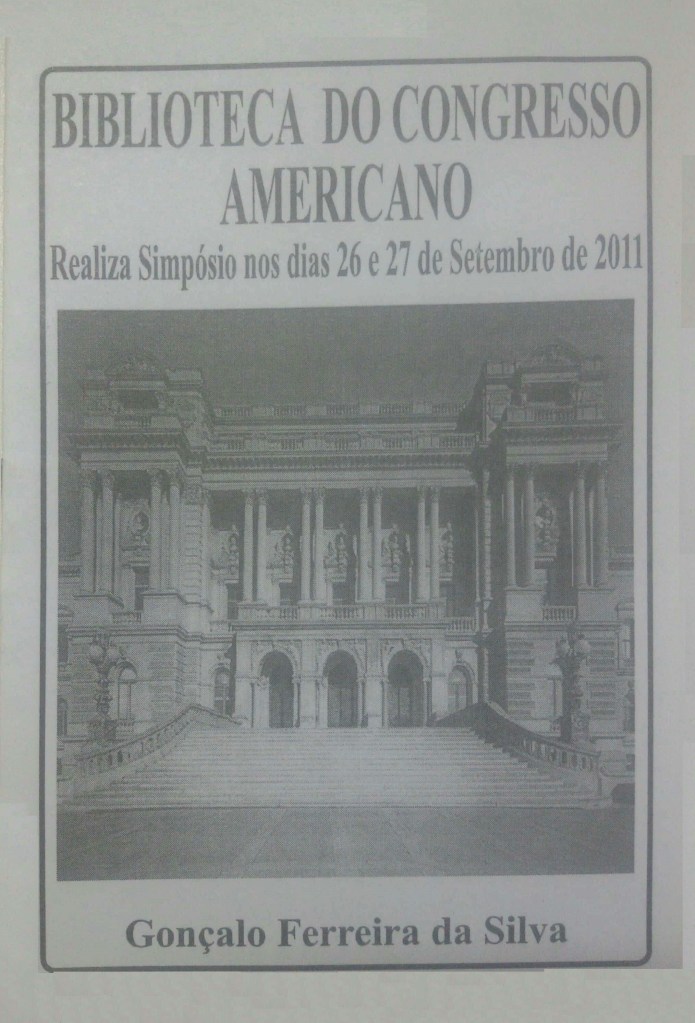 BIBLIOTECA DO CONGRESSO
AMERICANO
Realiza Simpósio nos dias 26 e 27 de Setembro de 2011
Gonçalo Ferreira da Silva